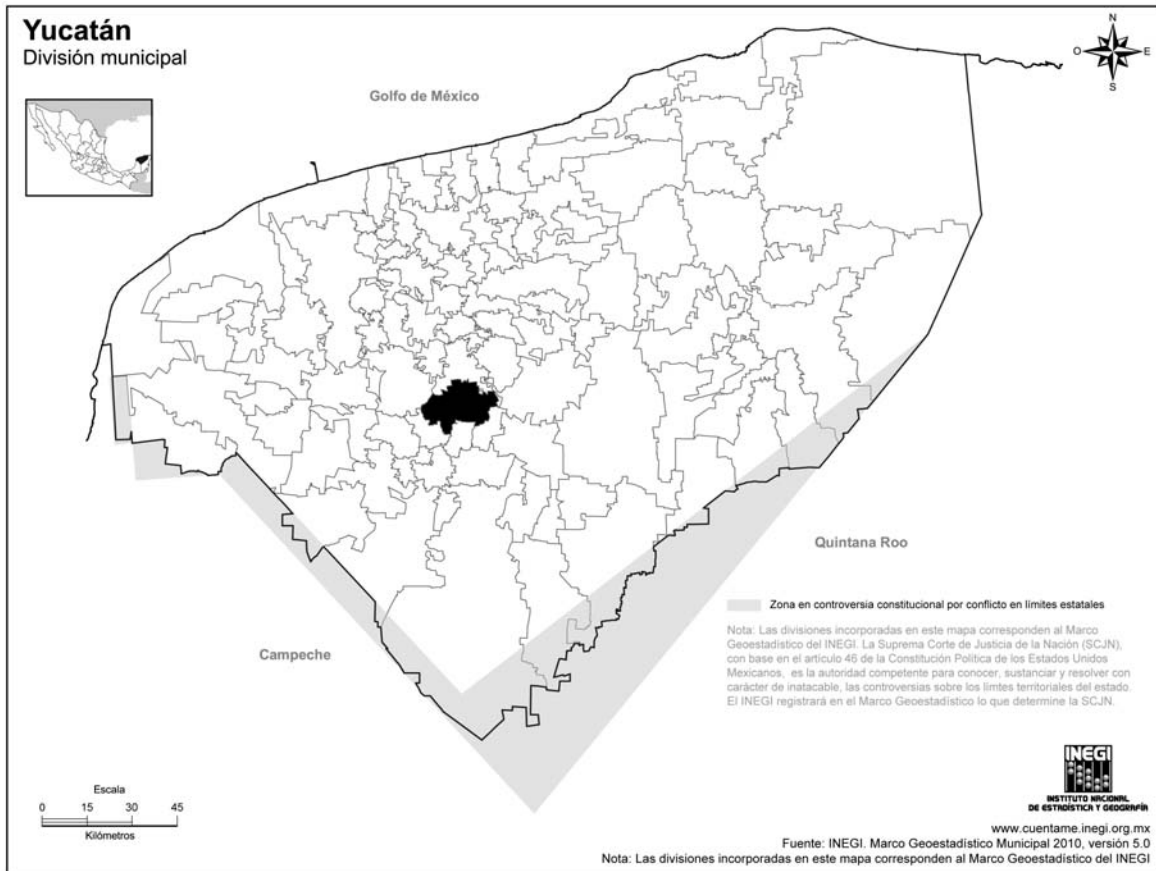 Yucatán
División municipal
N
O
E
S
Golfo de México
Quintana Roo
Campeche
Zona en controversia constitucional por conflicto en límites estatales
Nota: Las divisiones incorporadas en este mapa corresponden al Marco
Geoestadístico del INEGI. La Suprema Corte de Justicia de la Nación (SCJN),
con base en el artículo 46 de la Constitución Política de los Estados Unidos
Mexicanos, es la autoridad competente para conocer, sustanciar y resolver con
carácter de inatacable, las controversias sobre los límtes territoriales del estado.
El INEGI registrará en el Marco Geoestadístico lo que determine la SCJN.
Escala
0 15 30 45
Kilómetros
INEGI
INSTITUTO NACIONAL
DE ESTADÍSTICA Y GEOGRAFÍA
www.cuentame.inegi.org.mx
Fuente: INEGI. Marco Geoestadístico Municipal 2010, versión 5.0
Nota: Las divisiones incorporadas en este mapa corresponden al Marco Geoestadístico del INEGI